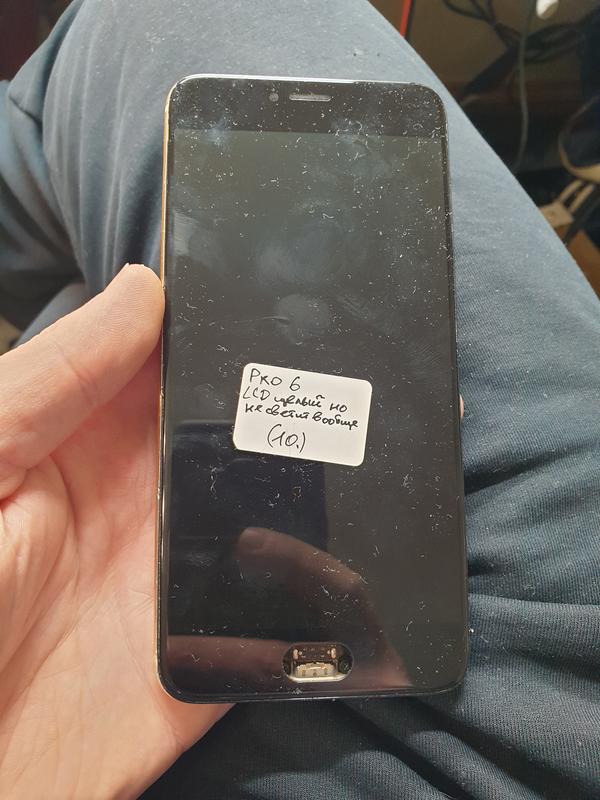 PRO 6
LCD целый но
не светит вообще
(10.)